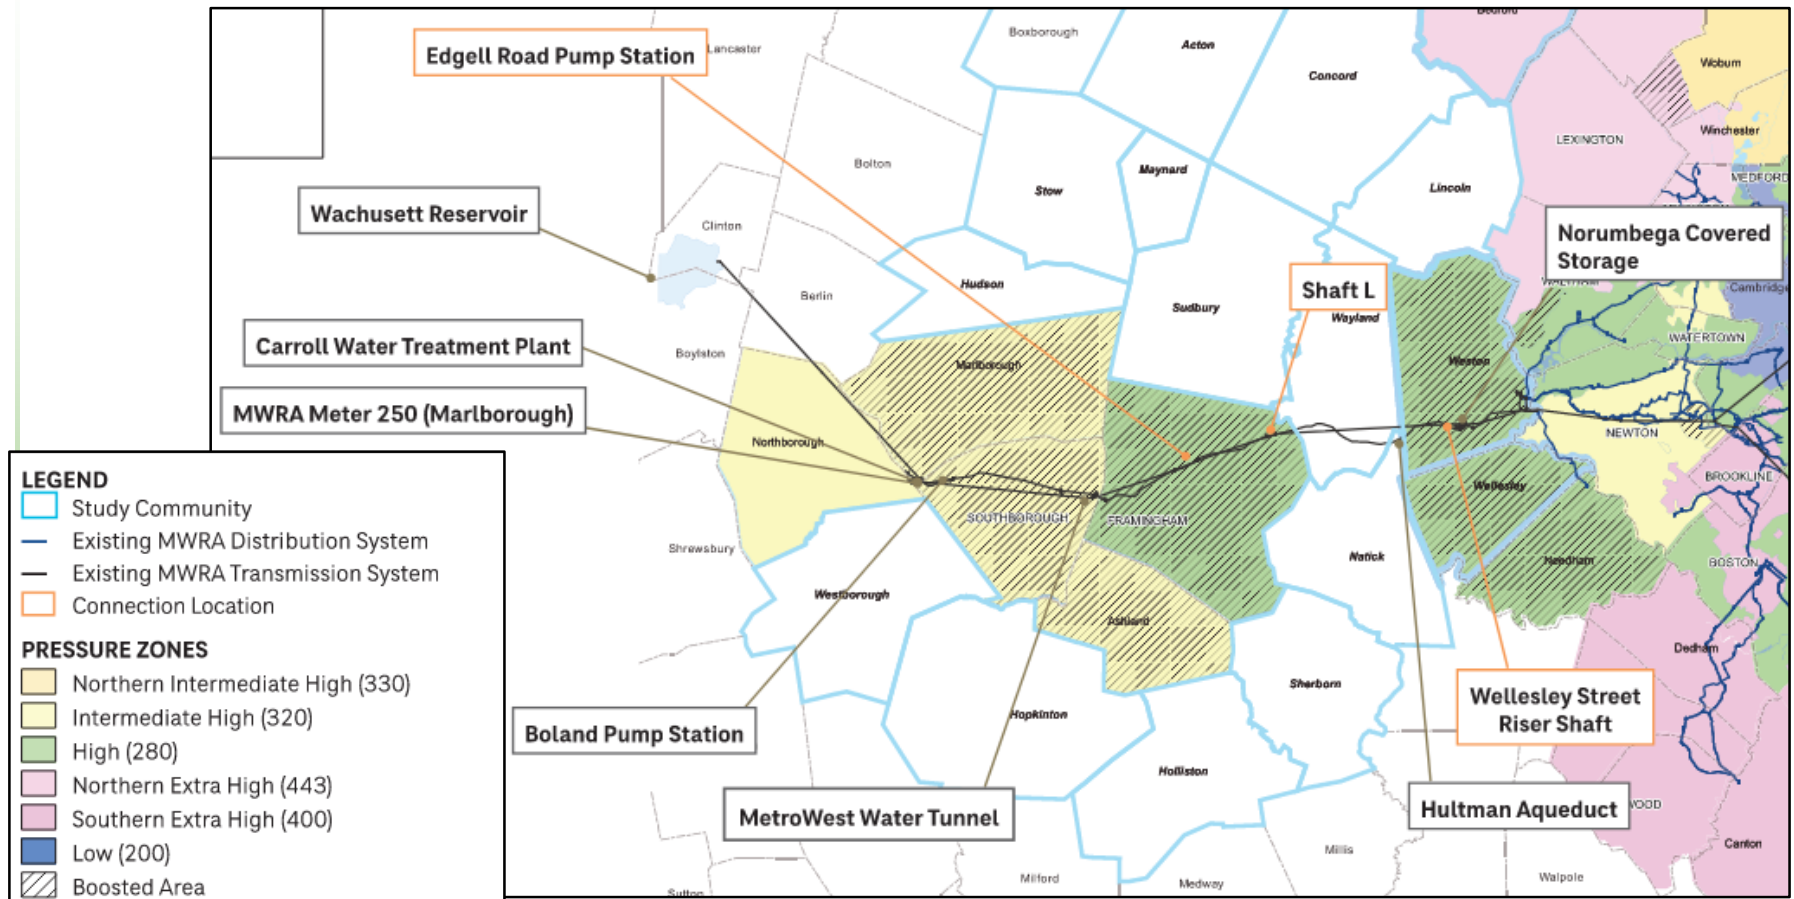 Bedford
Boxborough
Acton
Edgell Road Pump Station
Lancaster
Woburn
Concord
Winchester
LEXINGTON
Bolton
Maynard
MEDFORD
Stow
Lincoln
Wachusett Reservoir
Clinton
Norumbega Covered
Storage
Hudson
WALTHAM
Cambridge
Shaft L
Berlin
Sudbury
Wayland
WATERTOWN
Carroll Water Treatment Plant
Boylston
Marlborough
Weston
MWRA Meter 250 (Marlborough)
Northborough
NEWTON
BROOKLINE
Wellesley
SOUTHBOROUGH
FRAMINGHAM
Shrewsbury
Natick
Needham
BOSTON
Westborough
Ashland
Dedham
Sherborn
Wellesley Street
Riser Shaft
Hopkinton
Boland Pump Station
Holliston
MetroWest Water Tunnel
Hultman Aqueduct
WOOD
Canton
Millis
Milford
Medway
Walpole
Sutton
LEGEND
Study Community
Existing MWRA Distribution System
Existing MWRA Transmission System
Connection Location
PRESSURE ZONES
Northern Intermediate High (330)
Intermediate High (320)
High (280)
Northern Extra High (443)
Southern Extra High (400)
Low (200)
Boosted Area